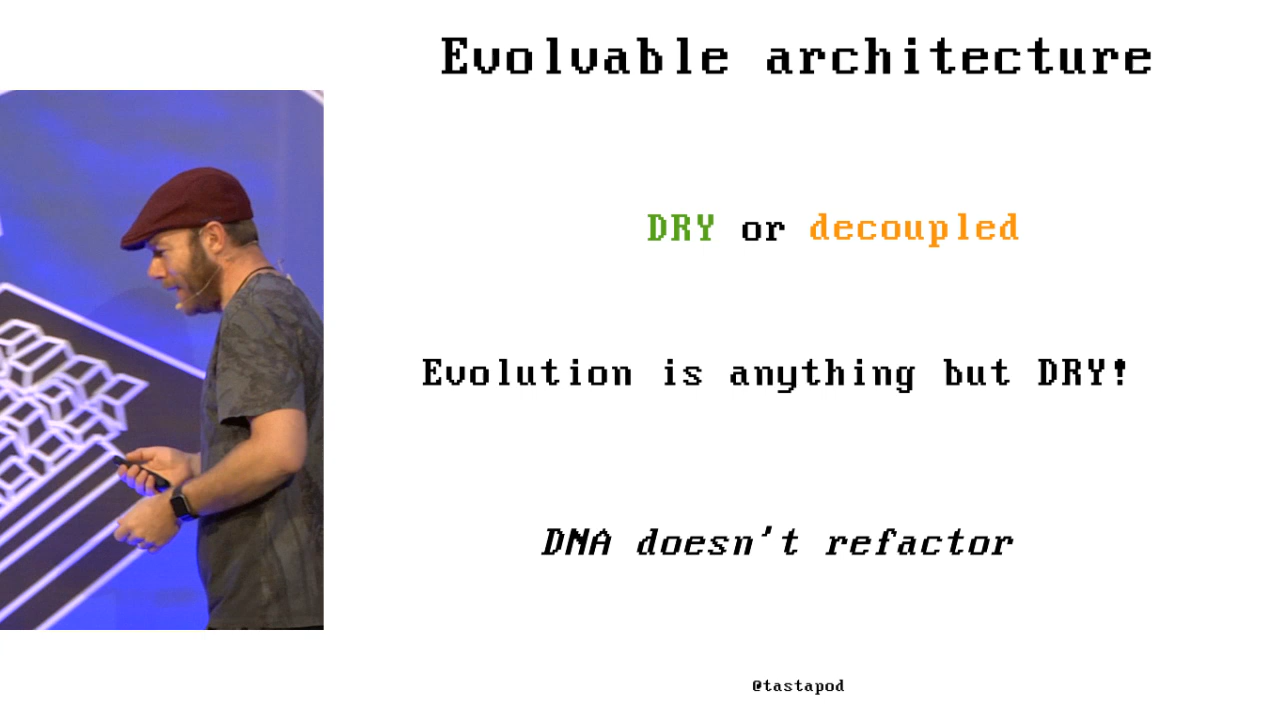 Evolvable architecture
DRY or decoupled
Evolution is anything but DRY!
DNA doesn't refactor
@tastapod